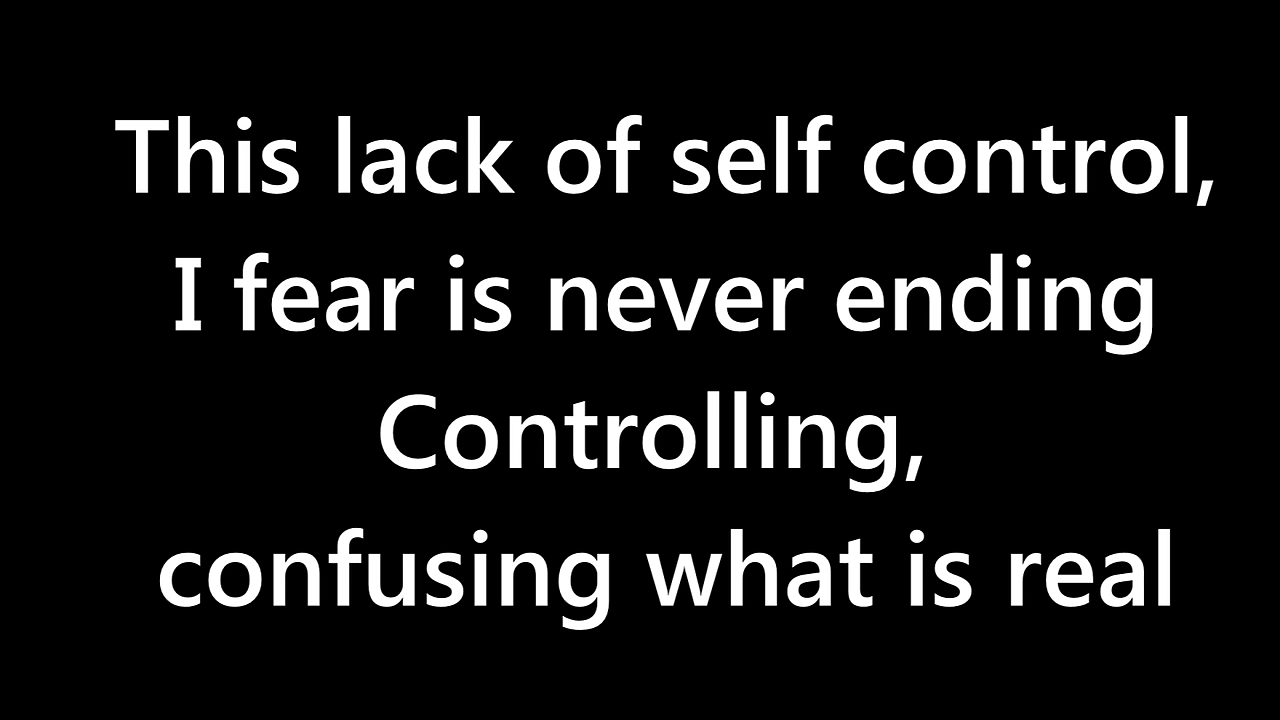 This lack of self control,
I fear is never ending
Controlling,
confusing what is real